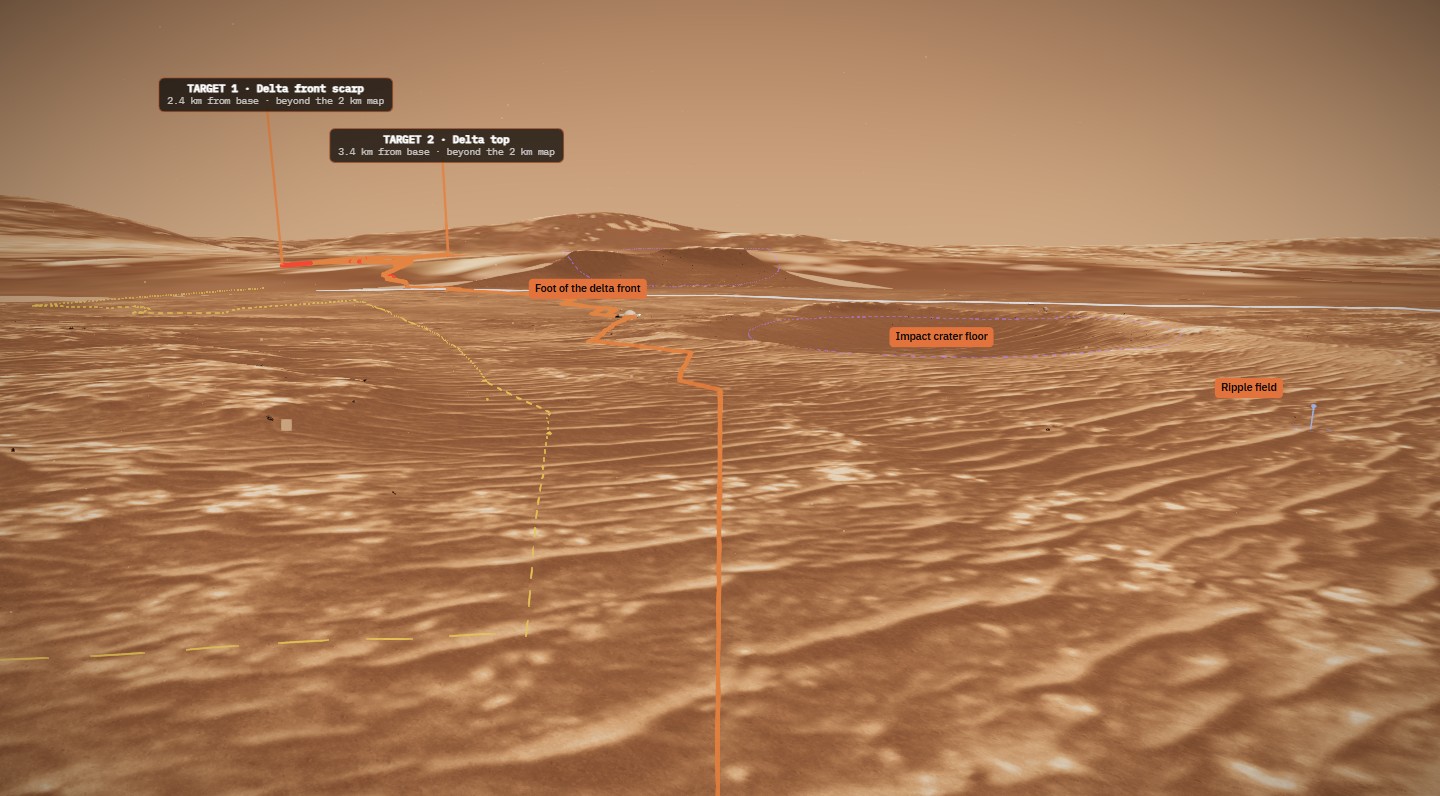 TARGET 1 · Delta front scarp
2.4 km from base · beyond the 2 km map
TARGET 2 · Delta top
3.4 km from base · beyond the 2 km map
Foot of the delta front
Impact crater floor
Ripple field